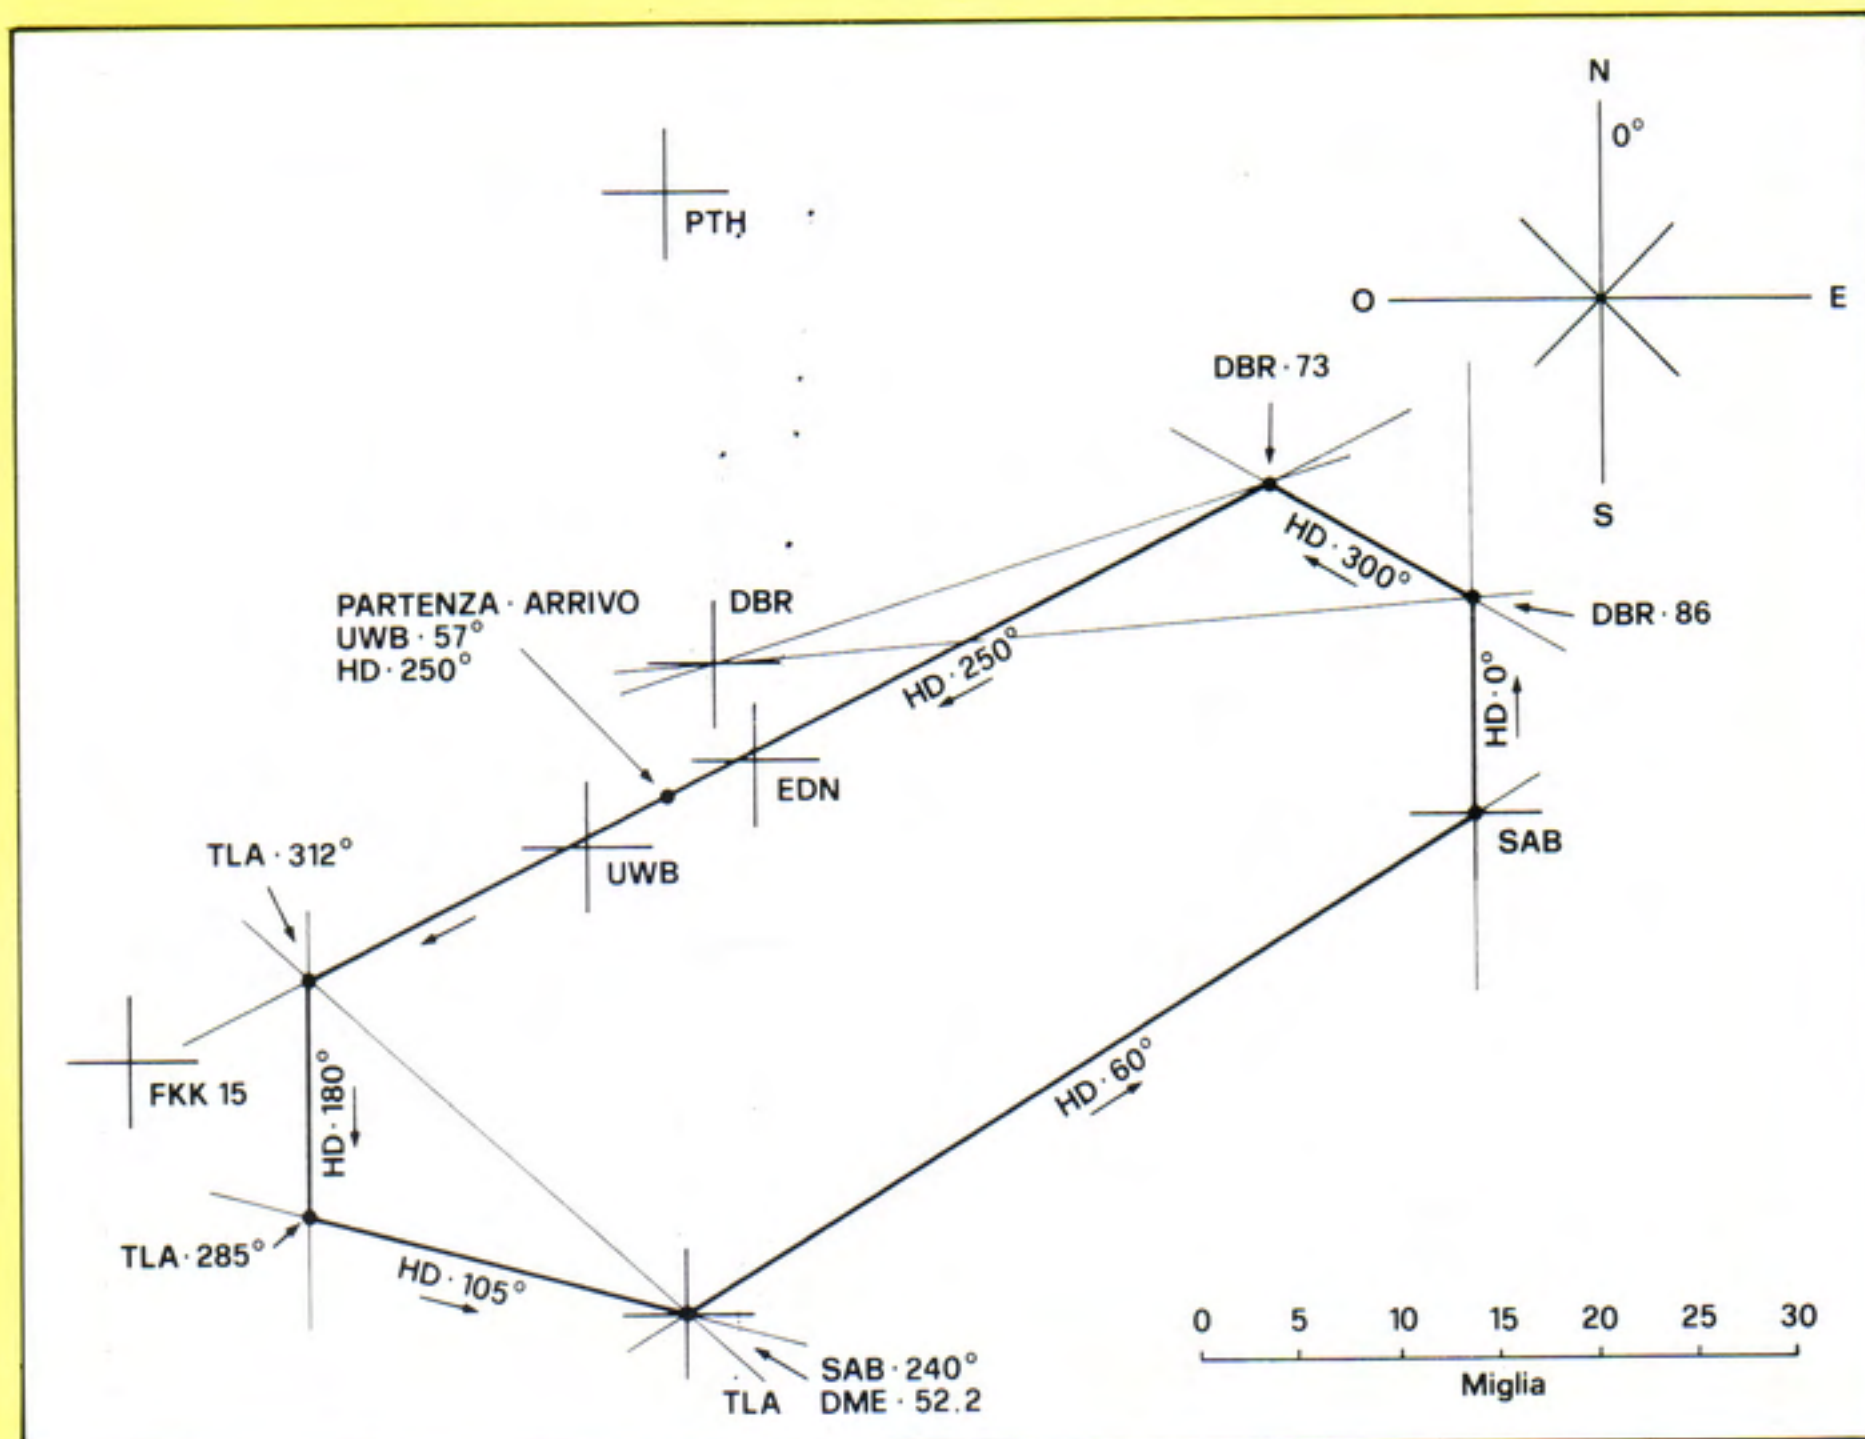 N
0°
PTH
O
E
DBR · 73
S
HD · 300°
PARTENZA · ARRIVO
UWB · 57°
HD · 250°
DBR
DBR · 86
HD · 250°
HD · 0°
EDN
SAB
UWB
TLA · 312°
FKK 15
HD · 180°
HD · 60°
TLA · 285°
HD · 105°
SAB · 240°
TLA DME · 52.2
0 5 10 15 20 25 30
Miglia